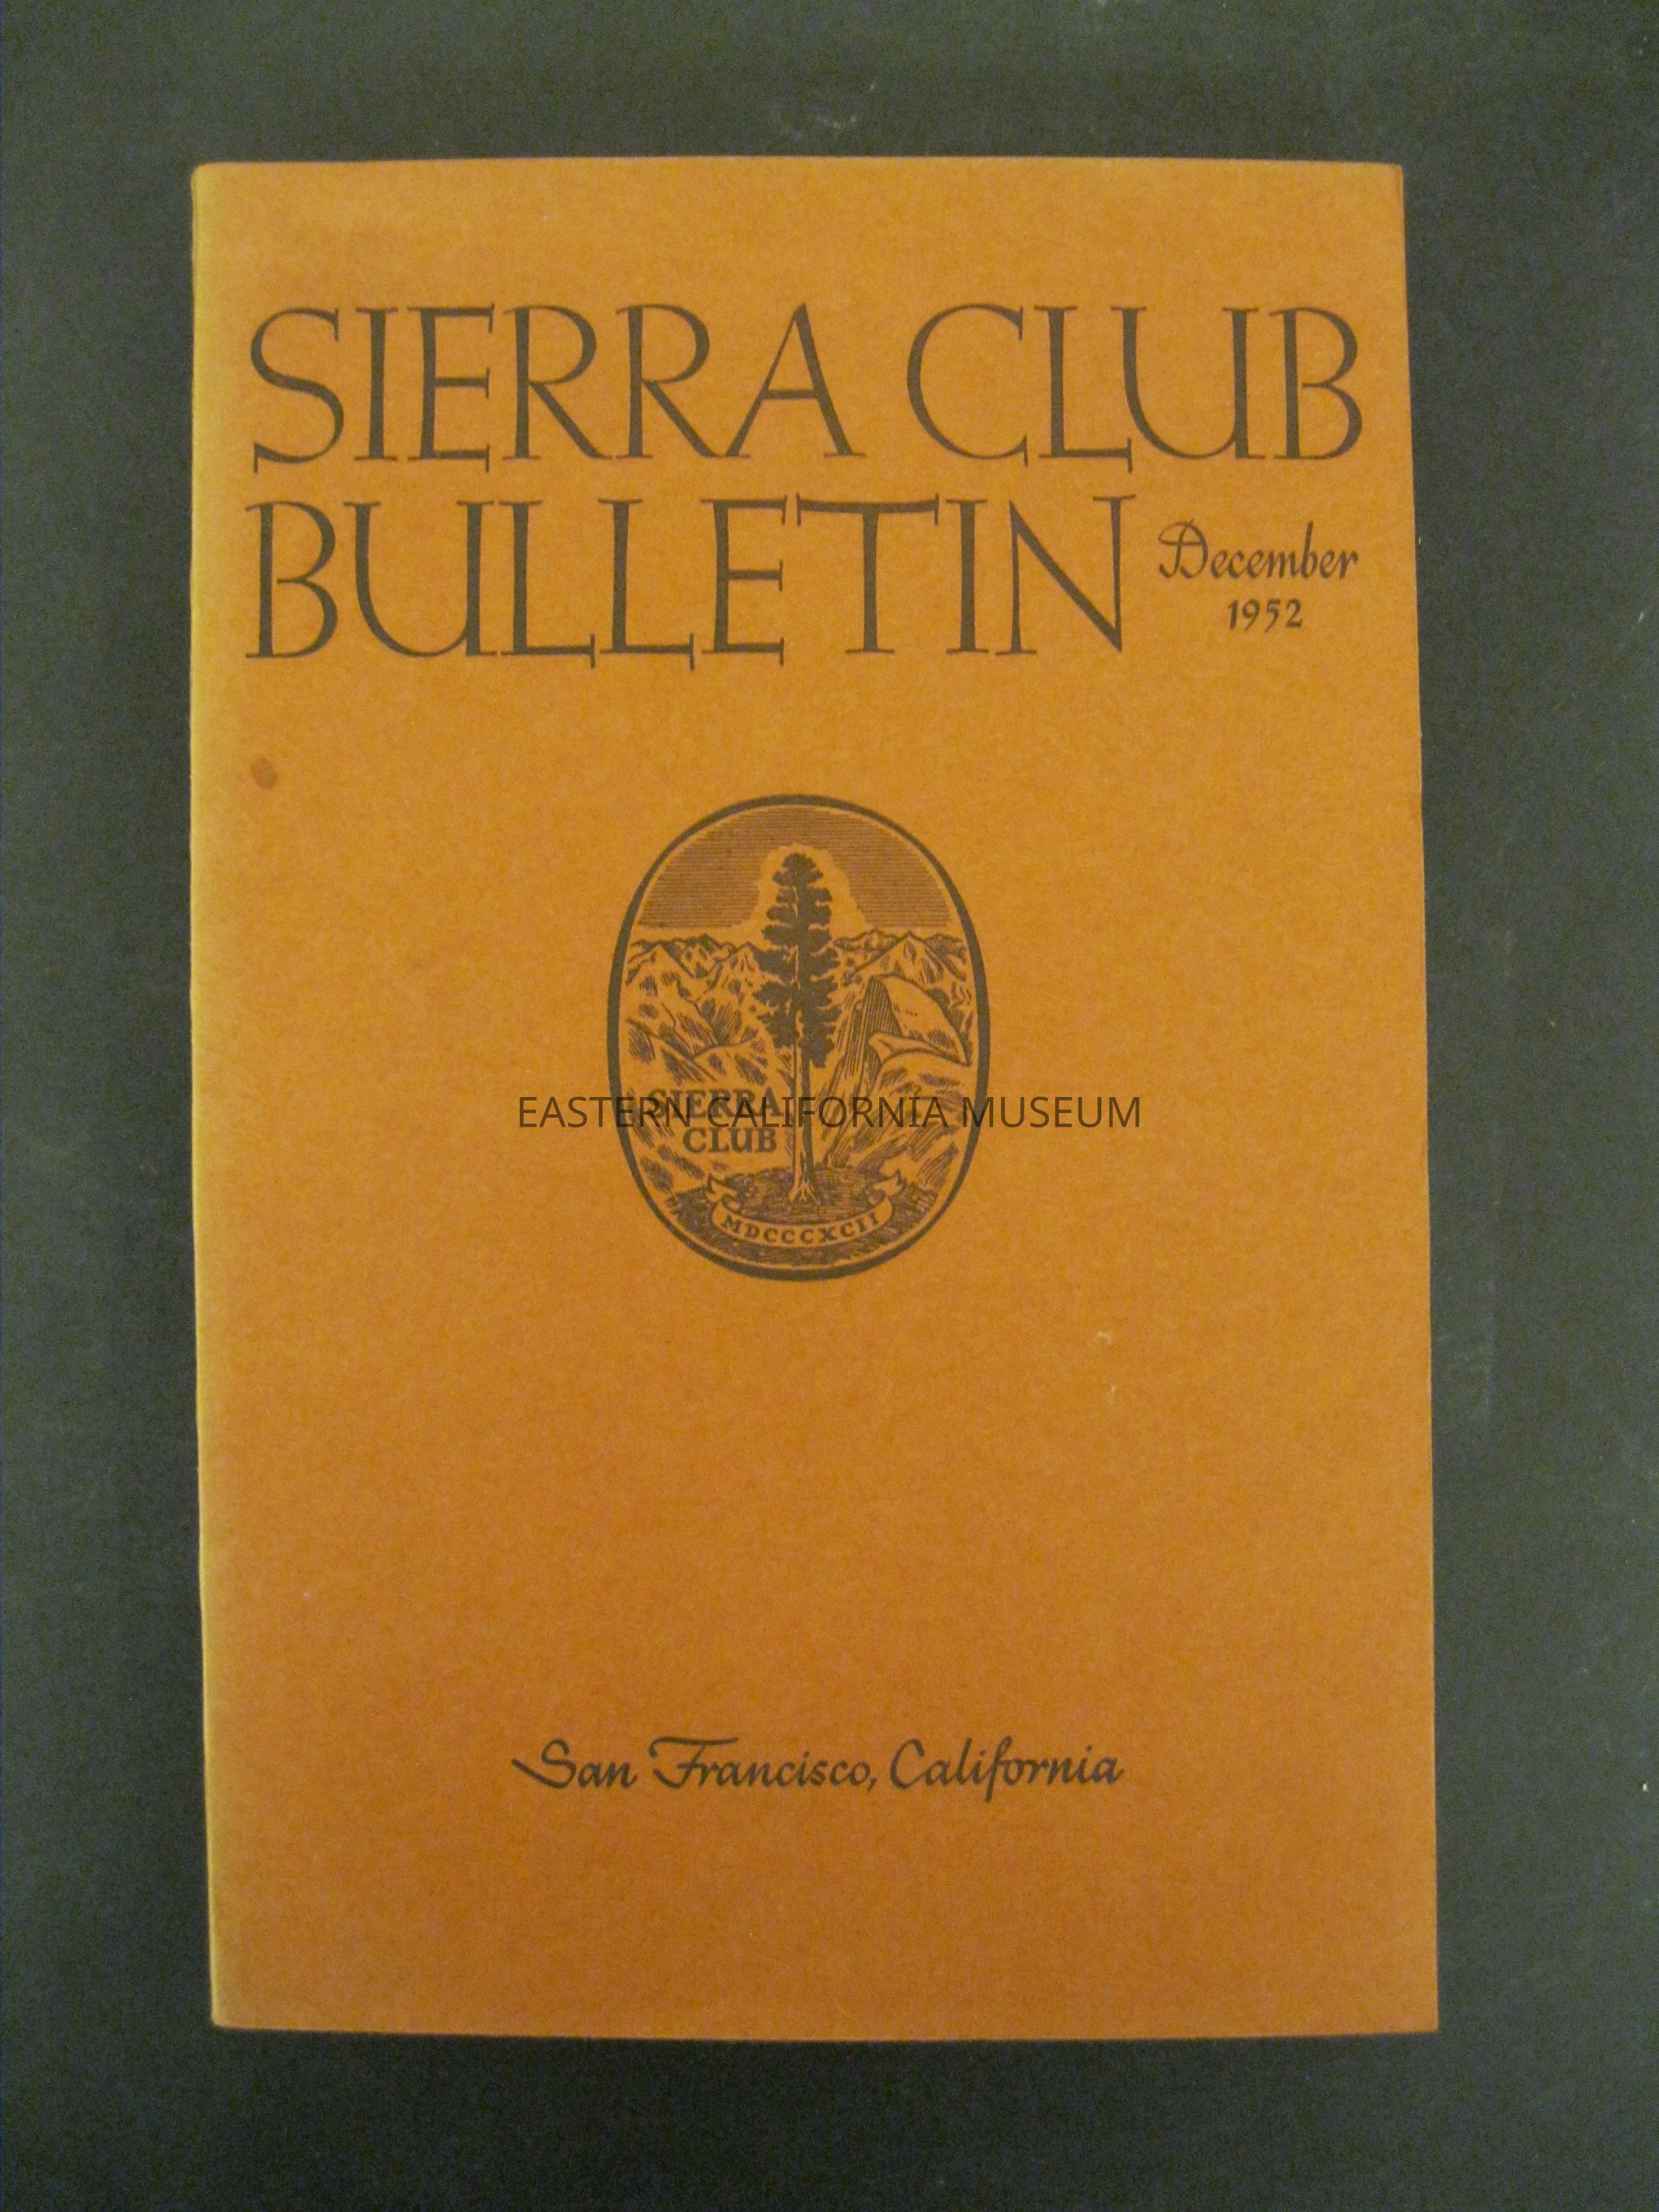 SIERRA CLUB
BULLETIN December
1952
SIERRA
CLUB
EASTERN CALIFORNIA MUSEUM
MDCCCXCII
San Francisco, California